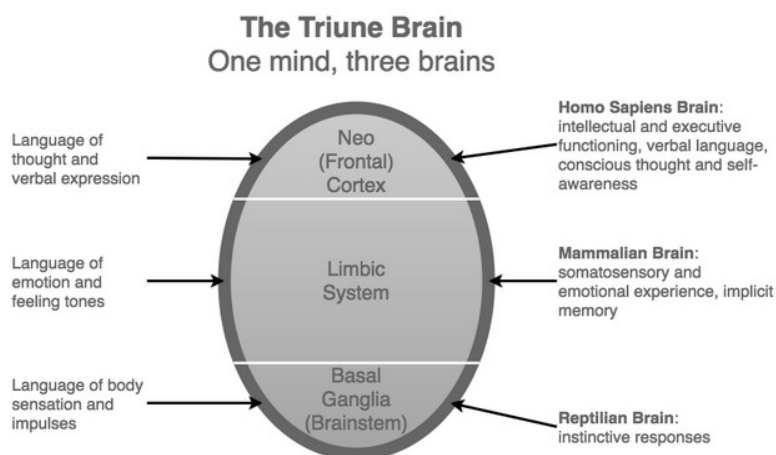 The Triune Brain
One mind, three brains
Language of
thought and
verbal expression
Neo
(Frontal)
Cortex
Homo Sapiens Brain:
intellectual and executive
functioning, verbal language,
conscious thought and self-
awareness
Language of
emotion and
feeling tones
Limbic
System
Mammalian Brain:
somatosensory and
emotional experience, implicit
memory
Language of body
sensation and
impulses
Basal
Ganglia
(Brainstem)
Reptilian Brain:
instinctive responses